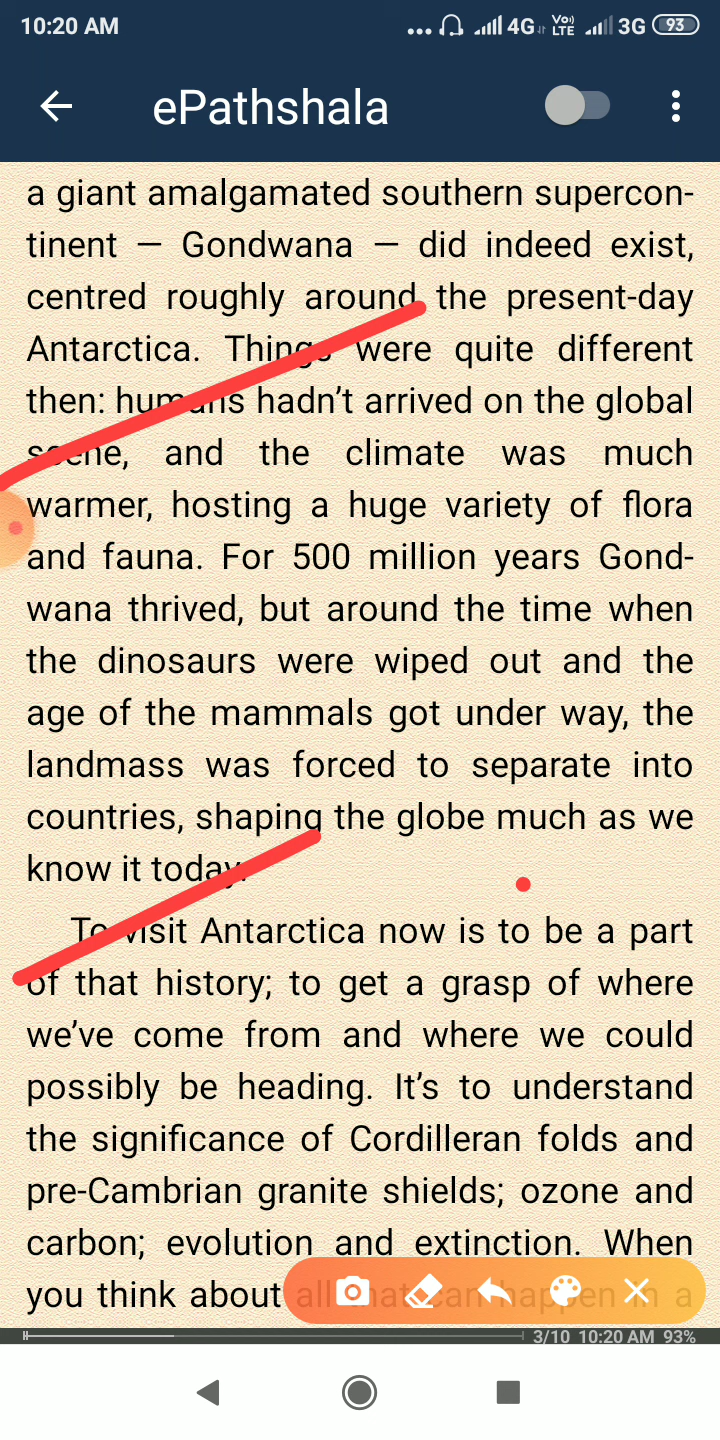 10:20 AM
4G
Vo))
LTE
3G
93
ePathshala
a giant amalgamated southern supercon-
tinent — Gondwana — did indeed exist,
centred roughly around the present-day
Antarctica. Things were quite different
then: humans hadn’t arrived on the global
scene, and the climate was much
warmer, hosting a huge variety of flora
and fauna. For 500 million years Gond-
wana thrived, but around the time when
the dinosaurs were wiped out and the
age of the mammals got under way, the
landmass was forced to separate into
countries, shaping the globe much as we
know it today.
To visit Antarctica now is to be a part
of that history; to get a grasp of where
we’ve come from and where we could
possibly be heading. It’s to understand
the significance of Cordilleran folds and
pre-Cambrian granite shields; ozone and
carbon; evolution and extinction. When
you think about all that can happen in a
3/10 10:20 AM 93%